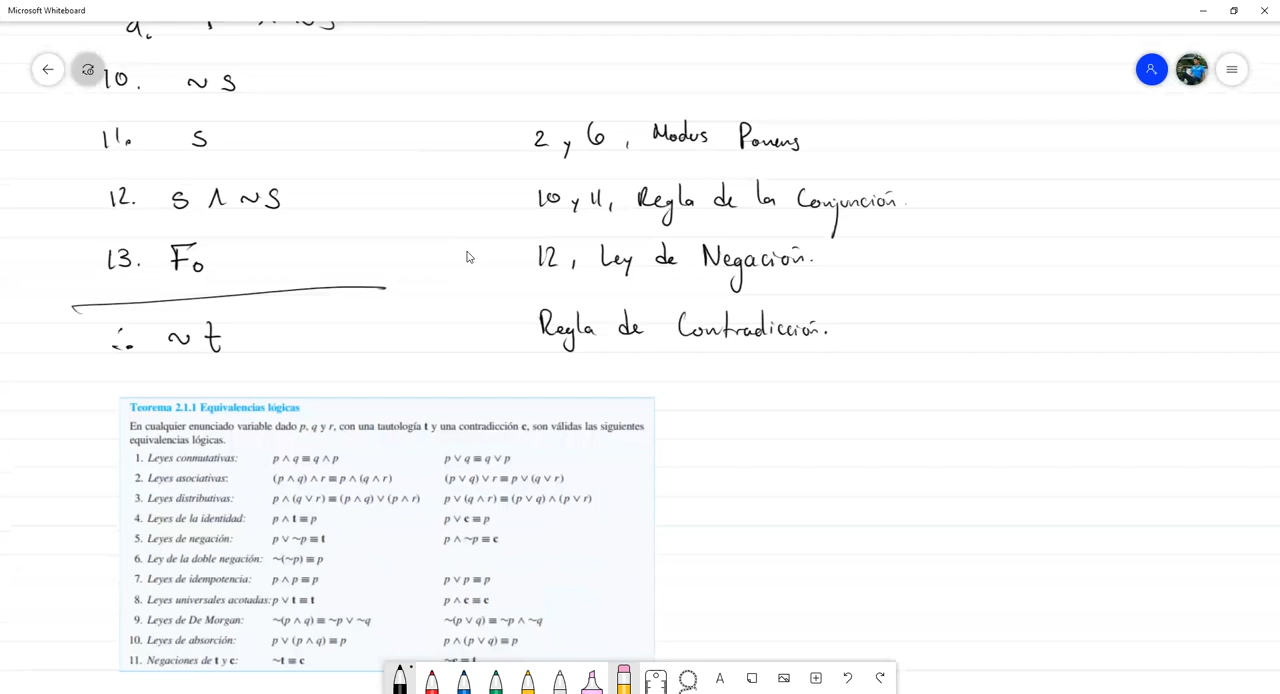 Microsoft Whiteboard
10. ~ S
11. S 2 y 6, Modus Ponens
12. S ∧ ~S 10 y 11, Regla de la Conjunción.
13. F₀ 12, Ley de Negación.
∴ ~ t Regla de Contradicción.
Teorema 2.1.1 Equivalencias lógicas
En cualquier enunciado variable dado p, q y r, con una tautología t y una contradicción c, son válidas las siguientes
equivalencias lógicas.
1. Leyes conmutativas: p ∧ q ≡ q ∧ p p ∨ q ≡ q ∨ p
2. Leyes asociativas: (p ∧ q) ∧ r ≡ p ∧ (q ∧ r) (p ∨ q) ∨ r ≡ p ∨ (q ∨ r)
3. Leyes distributivas: p ∧ (q ∨ r) ≡ (p ∧ q) ∨ (p ∧ r) p ∨ (q ∧ r) ≡ (p ∨ q) ∧ (p ∨ r)
4. Leyes de la identidad: p ∧ t ≡ p p ∨ c ≡ p
5. Leyes de negación: p ∨ ~p ≡ t p ∧ ~p ≡ c
6. Ley de la doble negación: ~(~p) ≡ p
7. Leyes de idempotencia: p ∧ p ≡ p p ∨ p ≡ p
8. Leyes universales acotadas: p ∨ t ≡ t p ∧ c ≡ c
9. Leyes de De Morgan: ~(p ∧ q) ≡ ~p ∨ ~q ~(p ∨ q) ≡ ~p ∧ ~q
10. Leyes de absorción: p ∨ (p ∧ q) ≡ p p ∧ (p ∨ q) ≡ p
11. Negaciones de t y c: ~t ≡ c